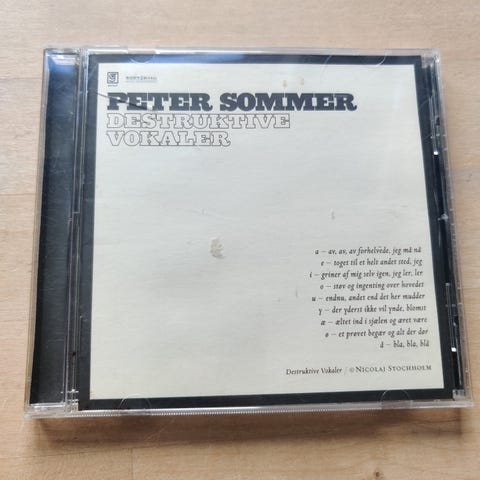 PETER SOMMER
DESTRUKTIVE
VOKALER
a – av, av, av forhelvede, jeg må nå
e – toget til et helt andet sted, jeg
i – griner af mig selv igen, jeg ler, ler
o – støv og ingenting over hovedet
u – endnu, andet end det her mudder
y – der yderst ikke vil ynde, blomst
æ – æltet ind i sjælen og æret være
ø – et prøvet begær og alt der dør
å – bla, bla, blå
Destruktive Vokaler / © NICOLAJ STOCHHOLM